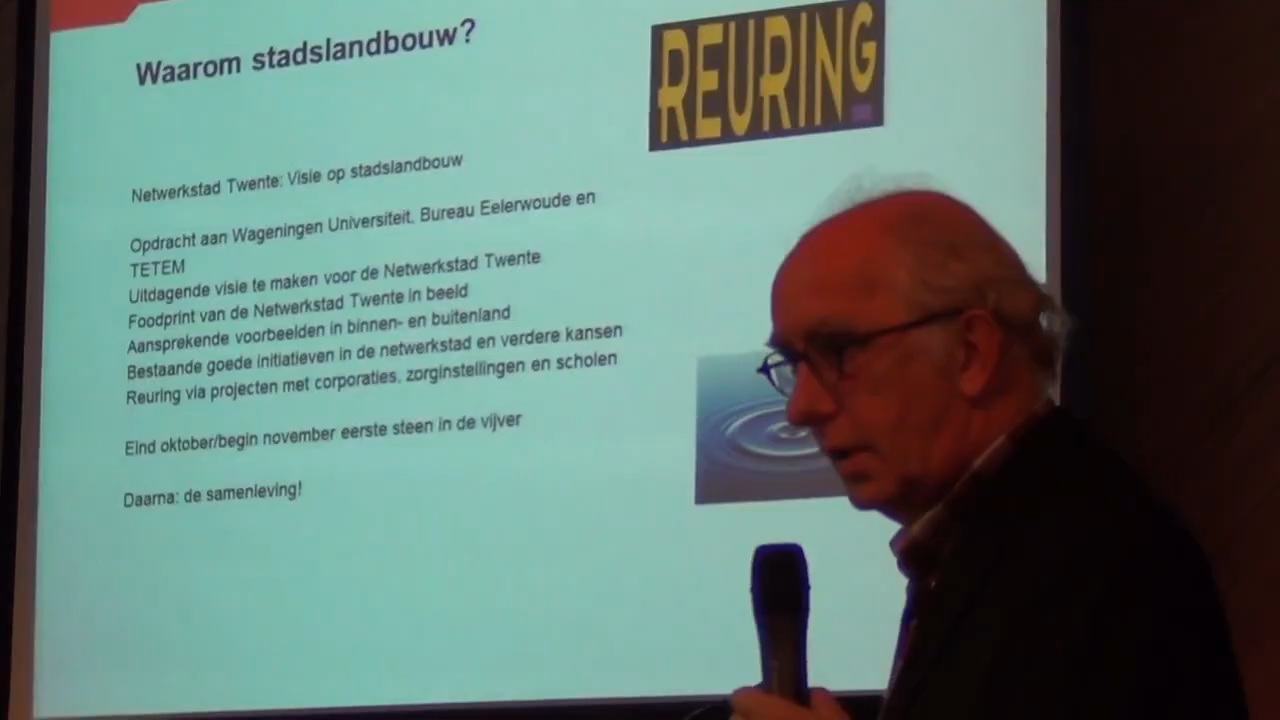 Waarom stadslandbouw?
REURING
Netwerkstad Twente: Visie op stadslandbouw
Opdracht aan Wageningen Universiteit, Bureau Eelerwoude en
TETEM
Uitdagende visie te maken voor de Netwerkstad Twente
Foodprint van de Netwerkstad Twente in beeld
Aansprekende voorbeelden in binnen- en buitenland
Bestaande goede initiatieven in de netwerkstad en verdere kansen
Reuring via projecten met corporaties, zorginstellingen en scholen
Eind oktober/begin november eerste steen in de vijver
Daarna: de samenleving!